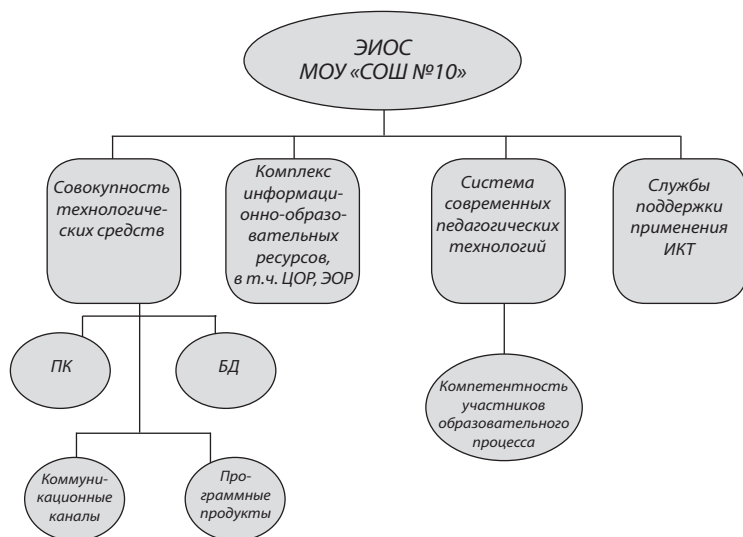 ЭИОС
МОУ «СОШ №10»
Совокупность
технологиче-
ских средств
Комплекс
информаци-
онно-образо-
вательных
ресурсов,
в т.ч. ЦОР, ЭОР
Система
современных
педагогических
технологий
Службы
поддержки
применения
ИКТ
ПК
БД
Компетентность
участников
образовательного
процесса
Коммуни-
кационные
каналы
Про-
граммные
продукты